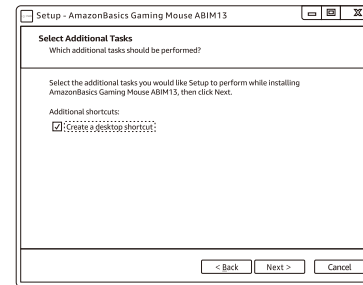 Setup - AmazonBasics Gaming Mouse ABIM13
Select Additional Tasks
Which additional tasks should be performed?
Select the additional tasks you would like Setup to perform while installing
AmazonBasics Gaming Mouse ABIM13, then click Next.
Additional shortcuts:
Create a desktop shortcut
< Back Next > Cancel